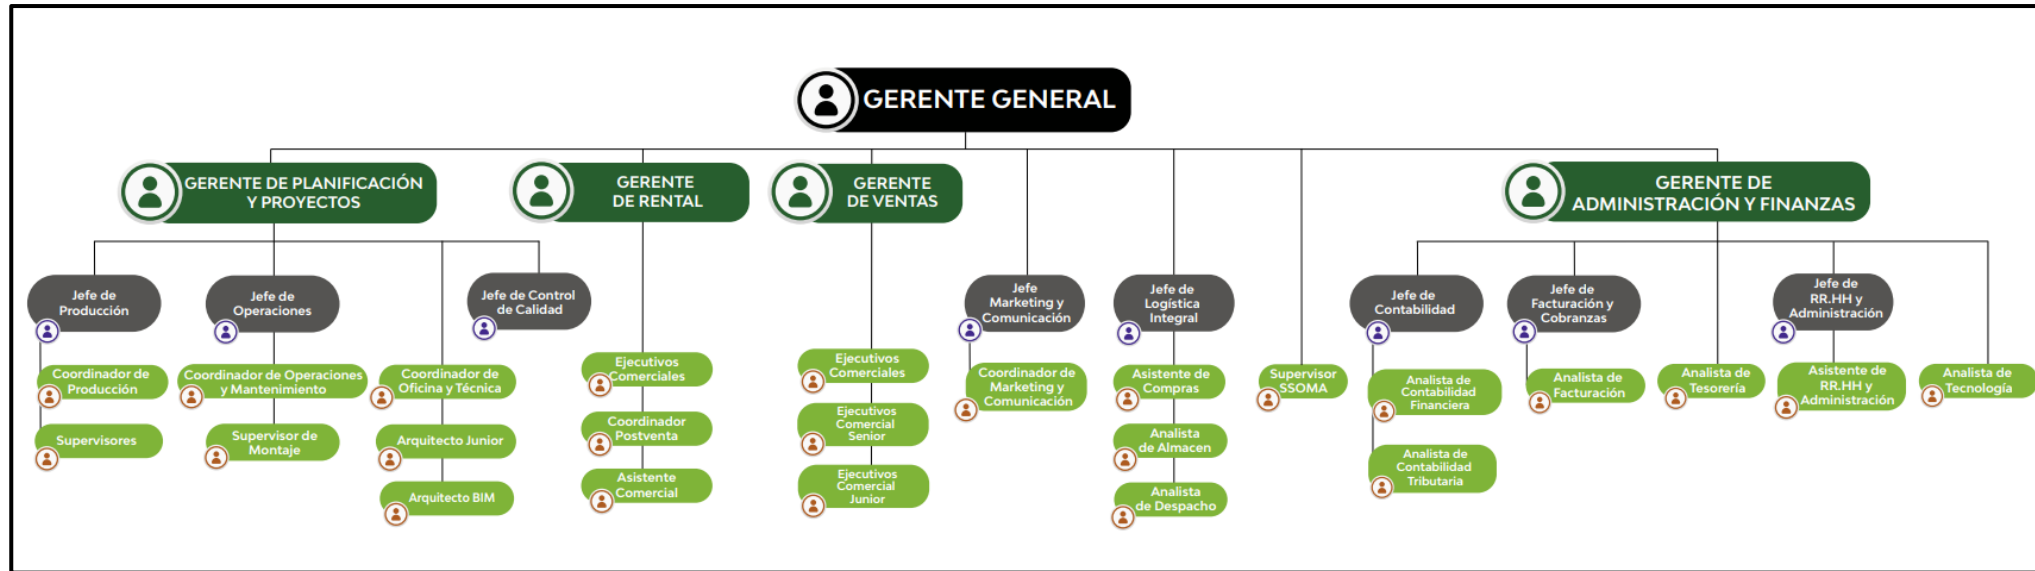 GERENTE GENERAL
GERENTE DE PLANIFICACIÓN
Y PROYECTOS
GERENTE
DE RENTAL
GERENTE
DE VENTAS
GERENTE DE
ADMINISTRACIÓN Y FINANZAS
Jefe de
Producción
Jefe de
Operaciones
Jefe de Control
de Calidad
Jefe
Marketing y
Comunicación
Jefe de
Logística
Integral
Jefe de
Contabilidad
Jefe de
Facturación y
Cobranzas
Jefe de
RR.HH y
Administración
Coordinador de
Producción
Supervisores
Coordinador de Operaciones
y Mantenimiento
Supervisor de
Montaje
Coordinador de
Oficina y Técnica
Arquitecto Junior
Arquitecto BIM
Ejecutivos
Comerciales
Coordinador
Postventa
Asistente
Comercial
Ejecutivos
Comerciales
Ejecutivos
Comercial
Senior
Ejecutivos
Comercial
Junior
Coordinador de
Marketing y
Comunicación
Asistente de
Compras
Analista
de Almacen
Analista
de Despacho
Supervisor
SSOMA
Analista de
Contabilidad
Financiera
Analista de
Contabilidad
Tributaria
Analista de
Facturación
Analista de
Tesorería
Asistente de
RR.HH y
Administración
Analista de
Tecnología